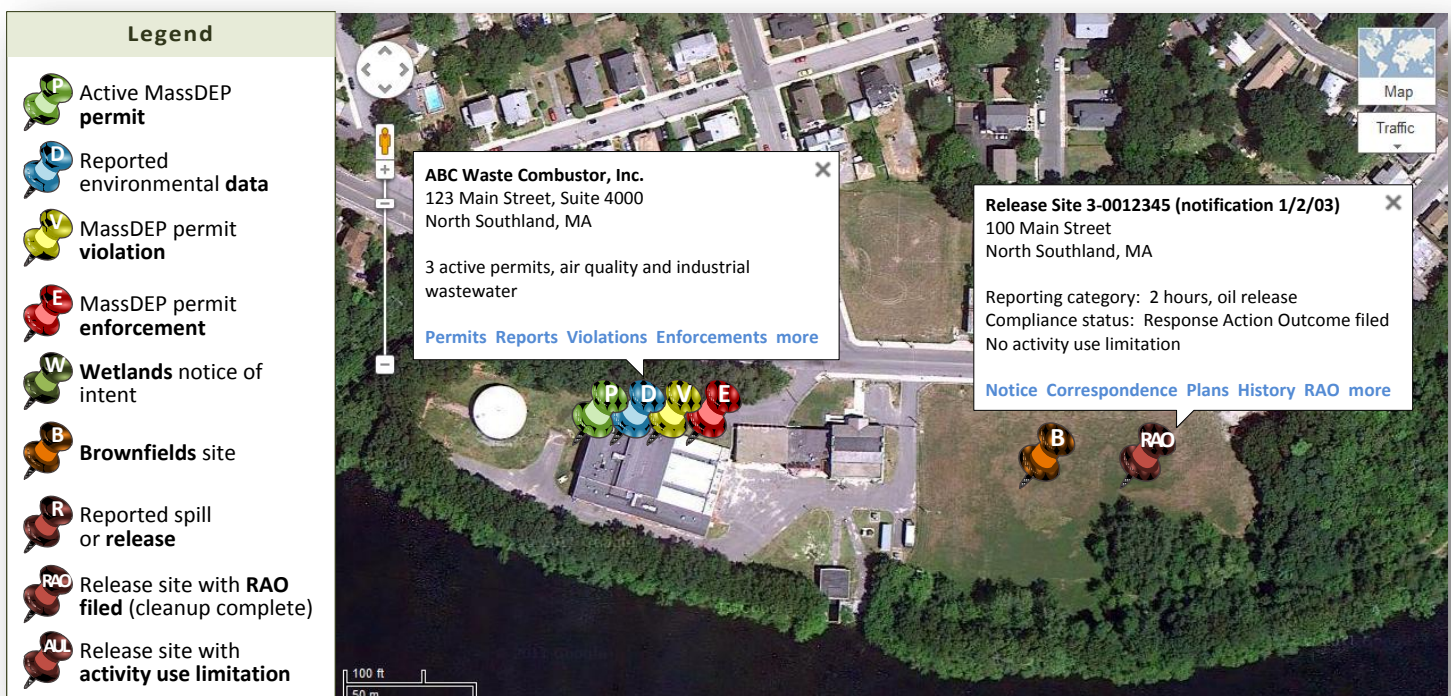 Legend
P
Active MassDEP
permit
D
Reported
environmental data
V
MassDEP permit
violation
E
MassDEP permit
enforcement
W
Wetlands notice of
intent
B
Brownfields site
R
Reported spill
or release
RAO
Release site with RAO
filed (cleanup complete)
AUL
Release site with
activity use limitation
Map
Traffic
ABC Waste Combustor, Inc.
123 Main Street, Suite 4000
North Southland, MA
3 active permits, air quality and industrial
wastewater
Permits Reports Violations Enforcements more
Release Site 3-0012345 (notification 1/2/03)
100 Main Street
North Southland, MA
Reporting category: 2 hours, oil release
Compliance status: Response Action Outcome filed
No activity use limitation
Notice Correspondence Plans History RAO more
P D V E
B RAO
100 ft
50 m